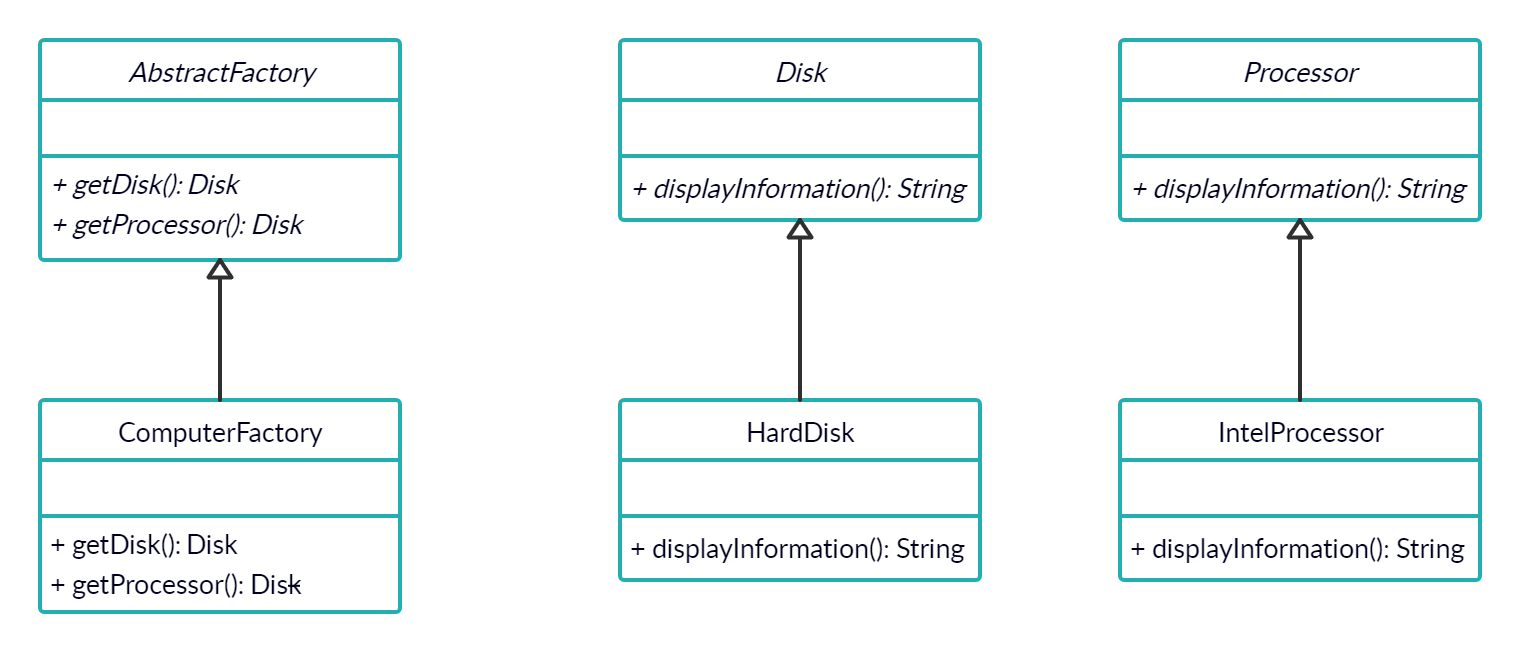 AbstractFactory
+ getDisk(): Disk
+ getProcessor(): Disk
Disk
+ displayInformation(): String
Processor
+ displayInformation(): String
ComputerFactory
+ getDisk(): Disk
+ getProcessor(): Disk
HardDisk
+ displayInformation(): String
IntelProcessor
+ displayInformation(): String